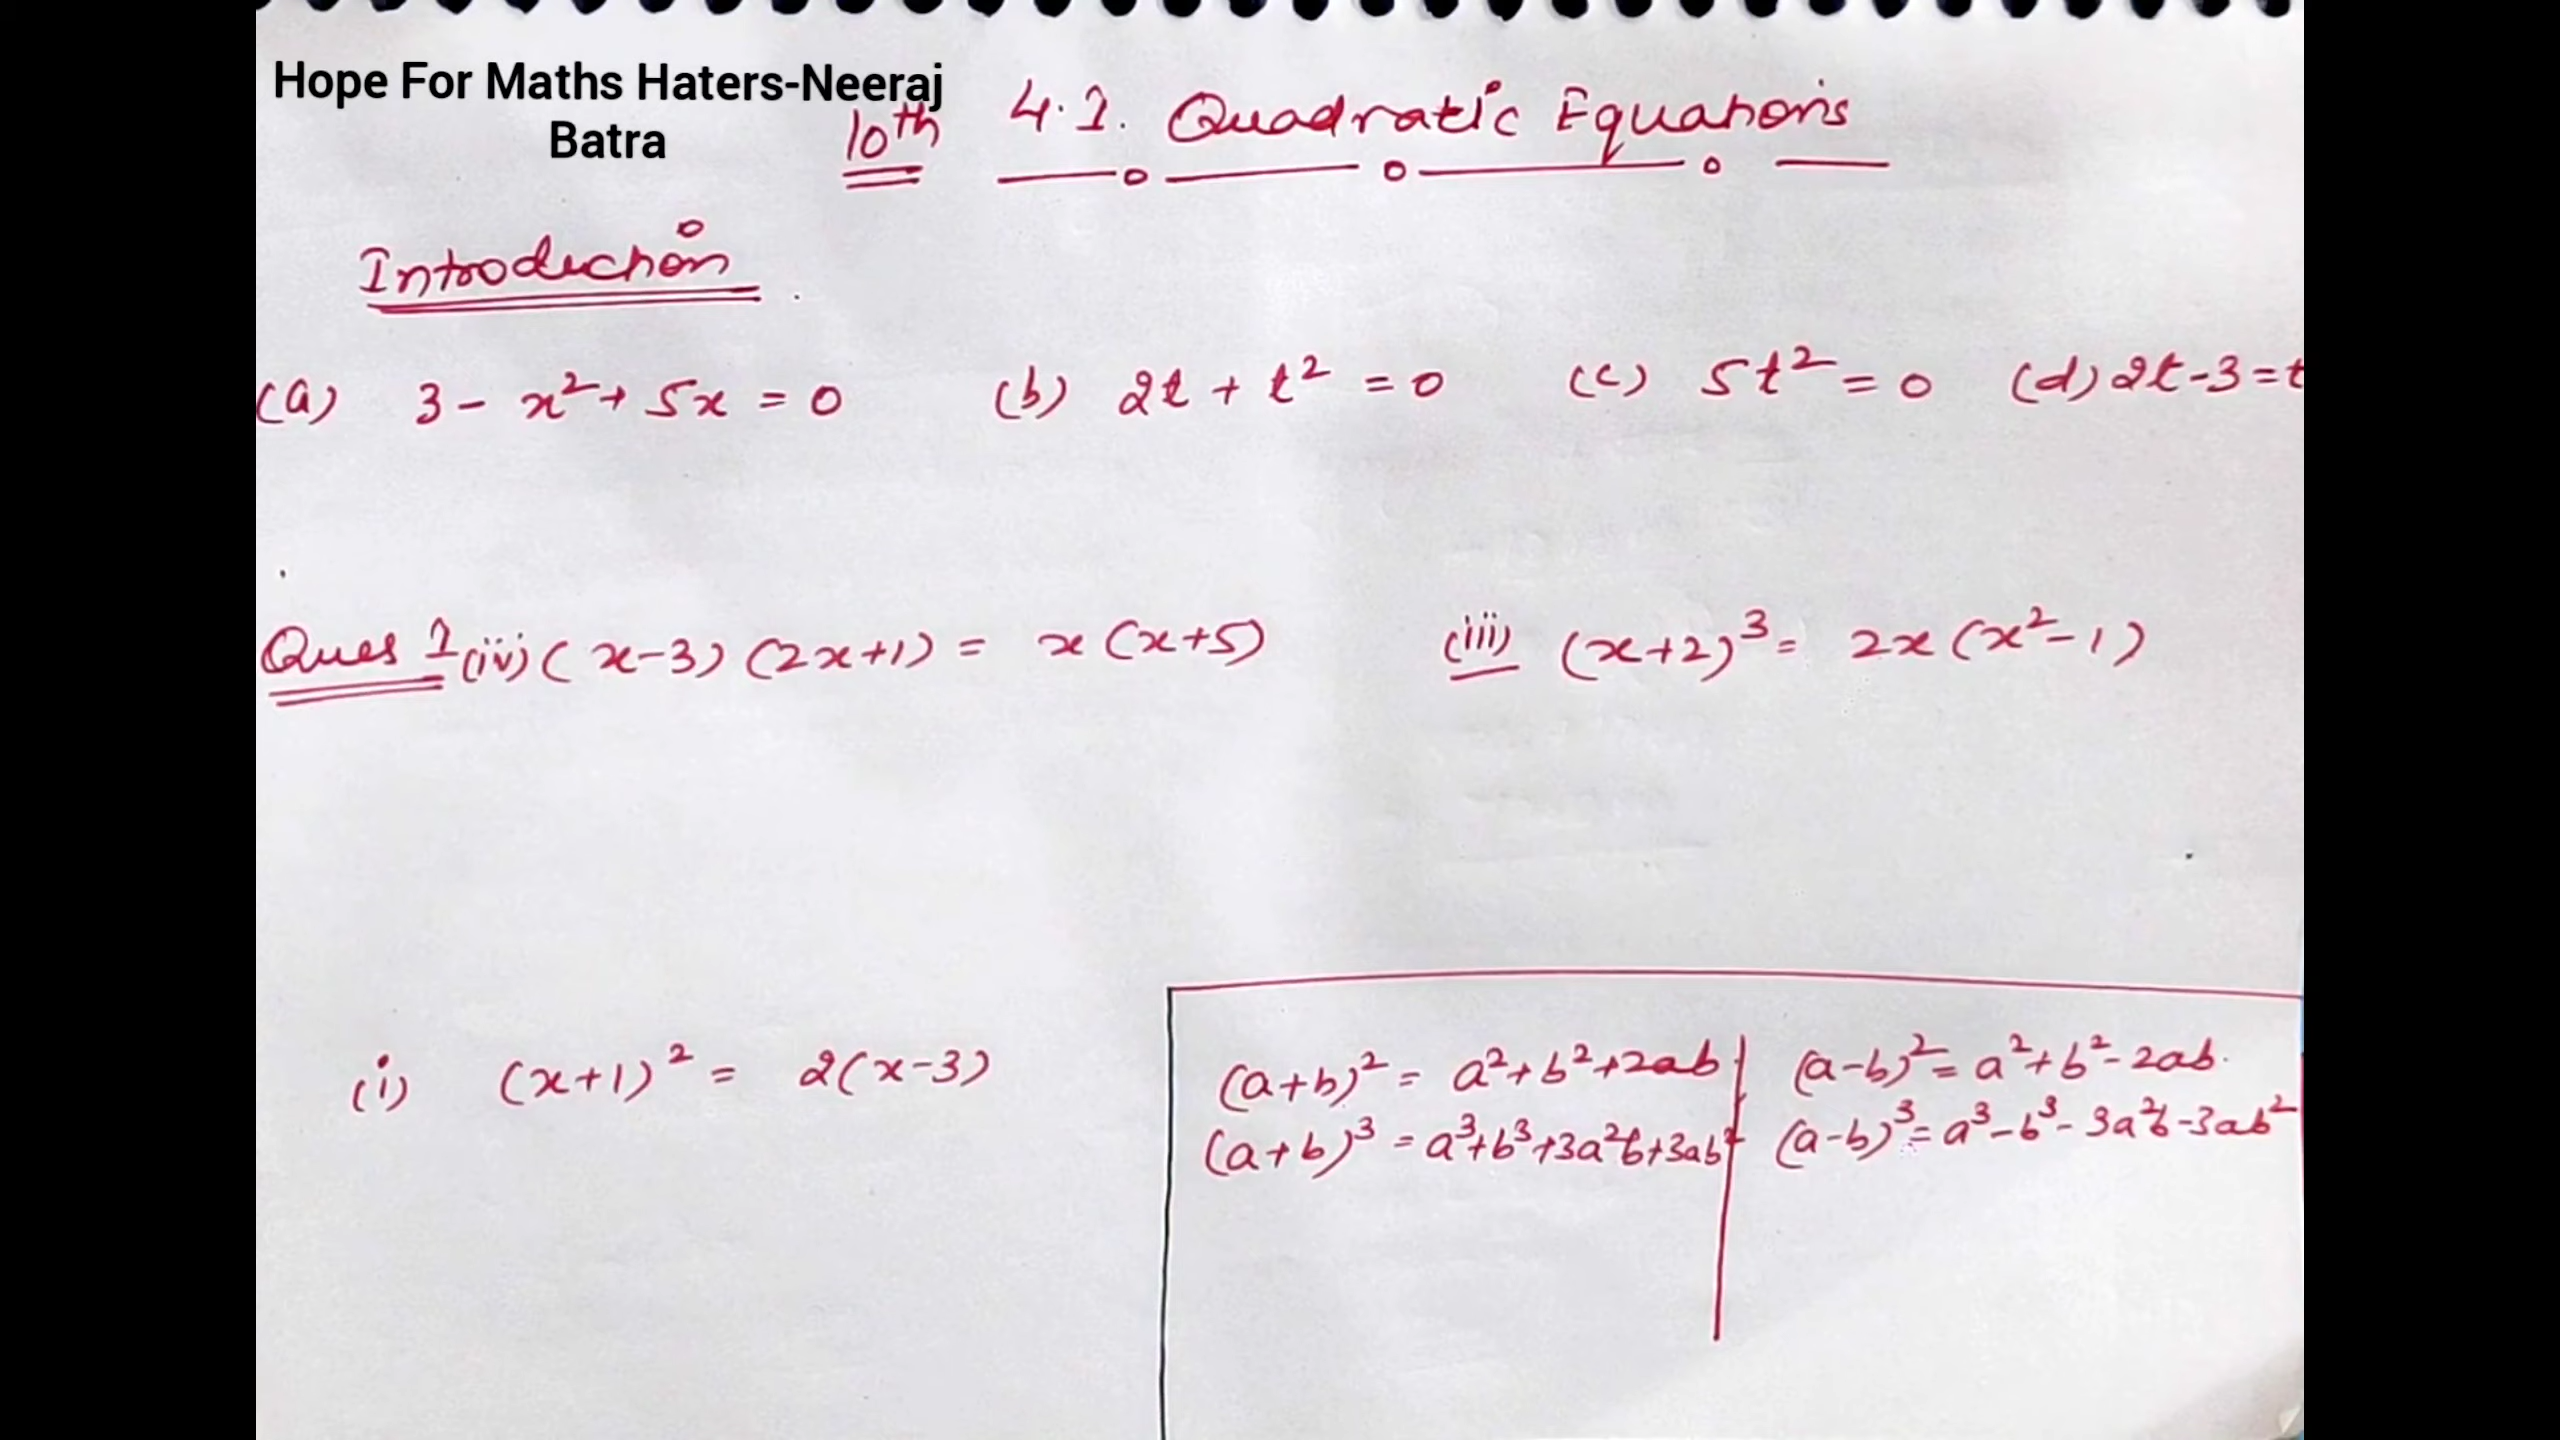 Hope For Maths Haters-Neeraj
Batra
10th 4.1. Quadratic Equations
Introduction
(a) 3 - x² + 5x = 0 (b) 2t + t² = 0 (c) 5t² = 0 (d) 2t-3=t
Ques 1 (iv) (x-3) (2x+1) = x(x+5) (iii) (x+2)³ = 2x(x²-1)
(i) (x+1)² = 2(x-3)
(a+b)² = a²+b²+2ab (a-b)² = a²+b²-2ab.
(a+b)³ = a³+b³+3a²b+3ab² (a-b)³ = a³-b³-3a²b-3ab²